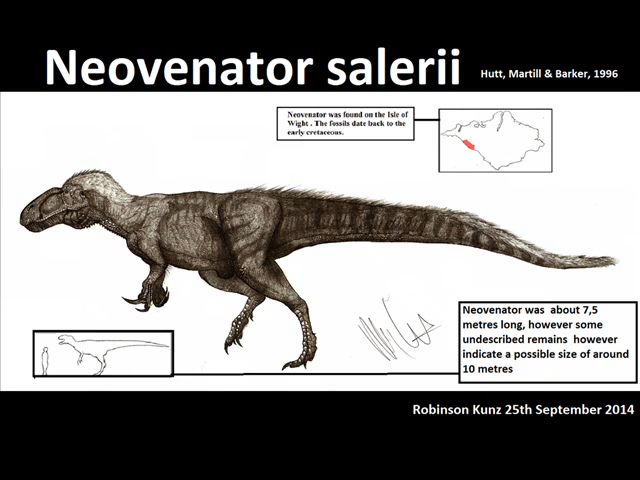 Neovenator salerii
Hutt, Martill & Barker, 1996
Neovenator was found on the Isle of
Wight . The fossils date back to the
early cretaceous.
Neovenator was  about 7,5
metres long, however some
undescribed remains  however
indicate a possible size of around
10 metres
Robinson Kunz 25th September 2014